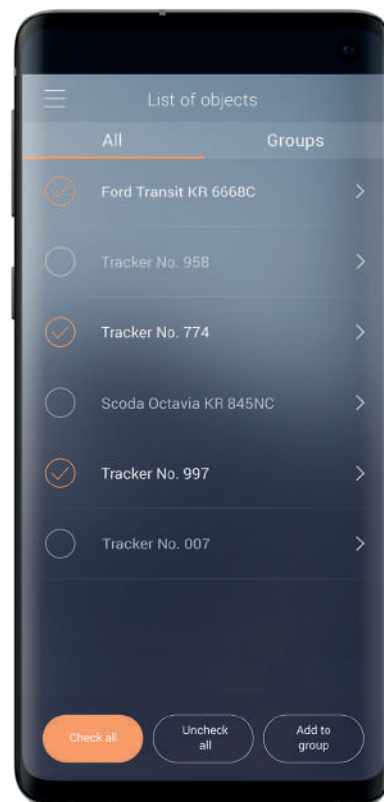 List of objects
All
Groups
Ford Transit KR 6668C
Tracker No. 958
Tracker No. 774
Scoda Octavia KR 845NC
Tracker No. 997
Tracker No. 007
Check all
Uncheck
all
Add to
group